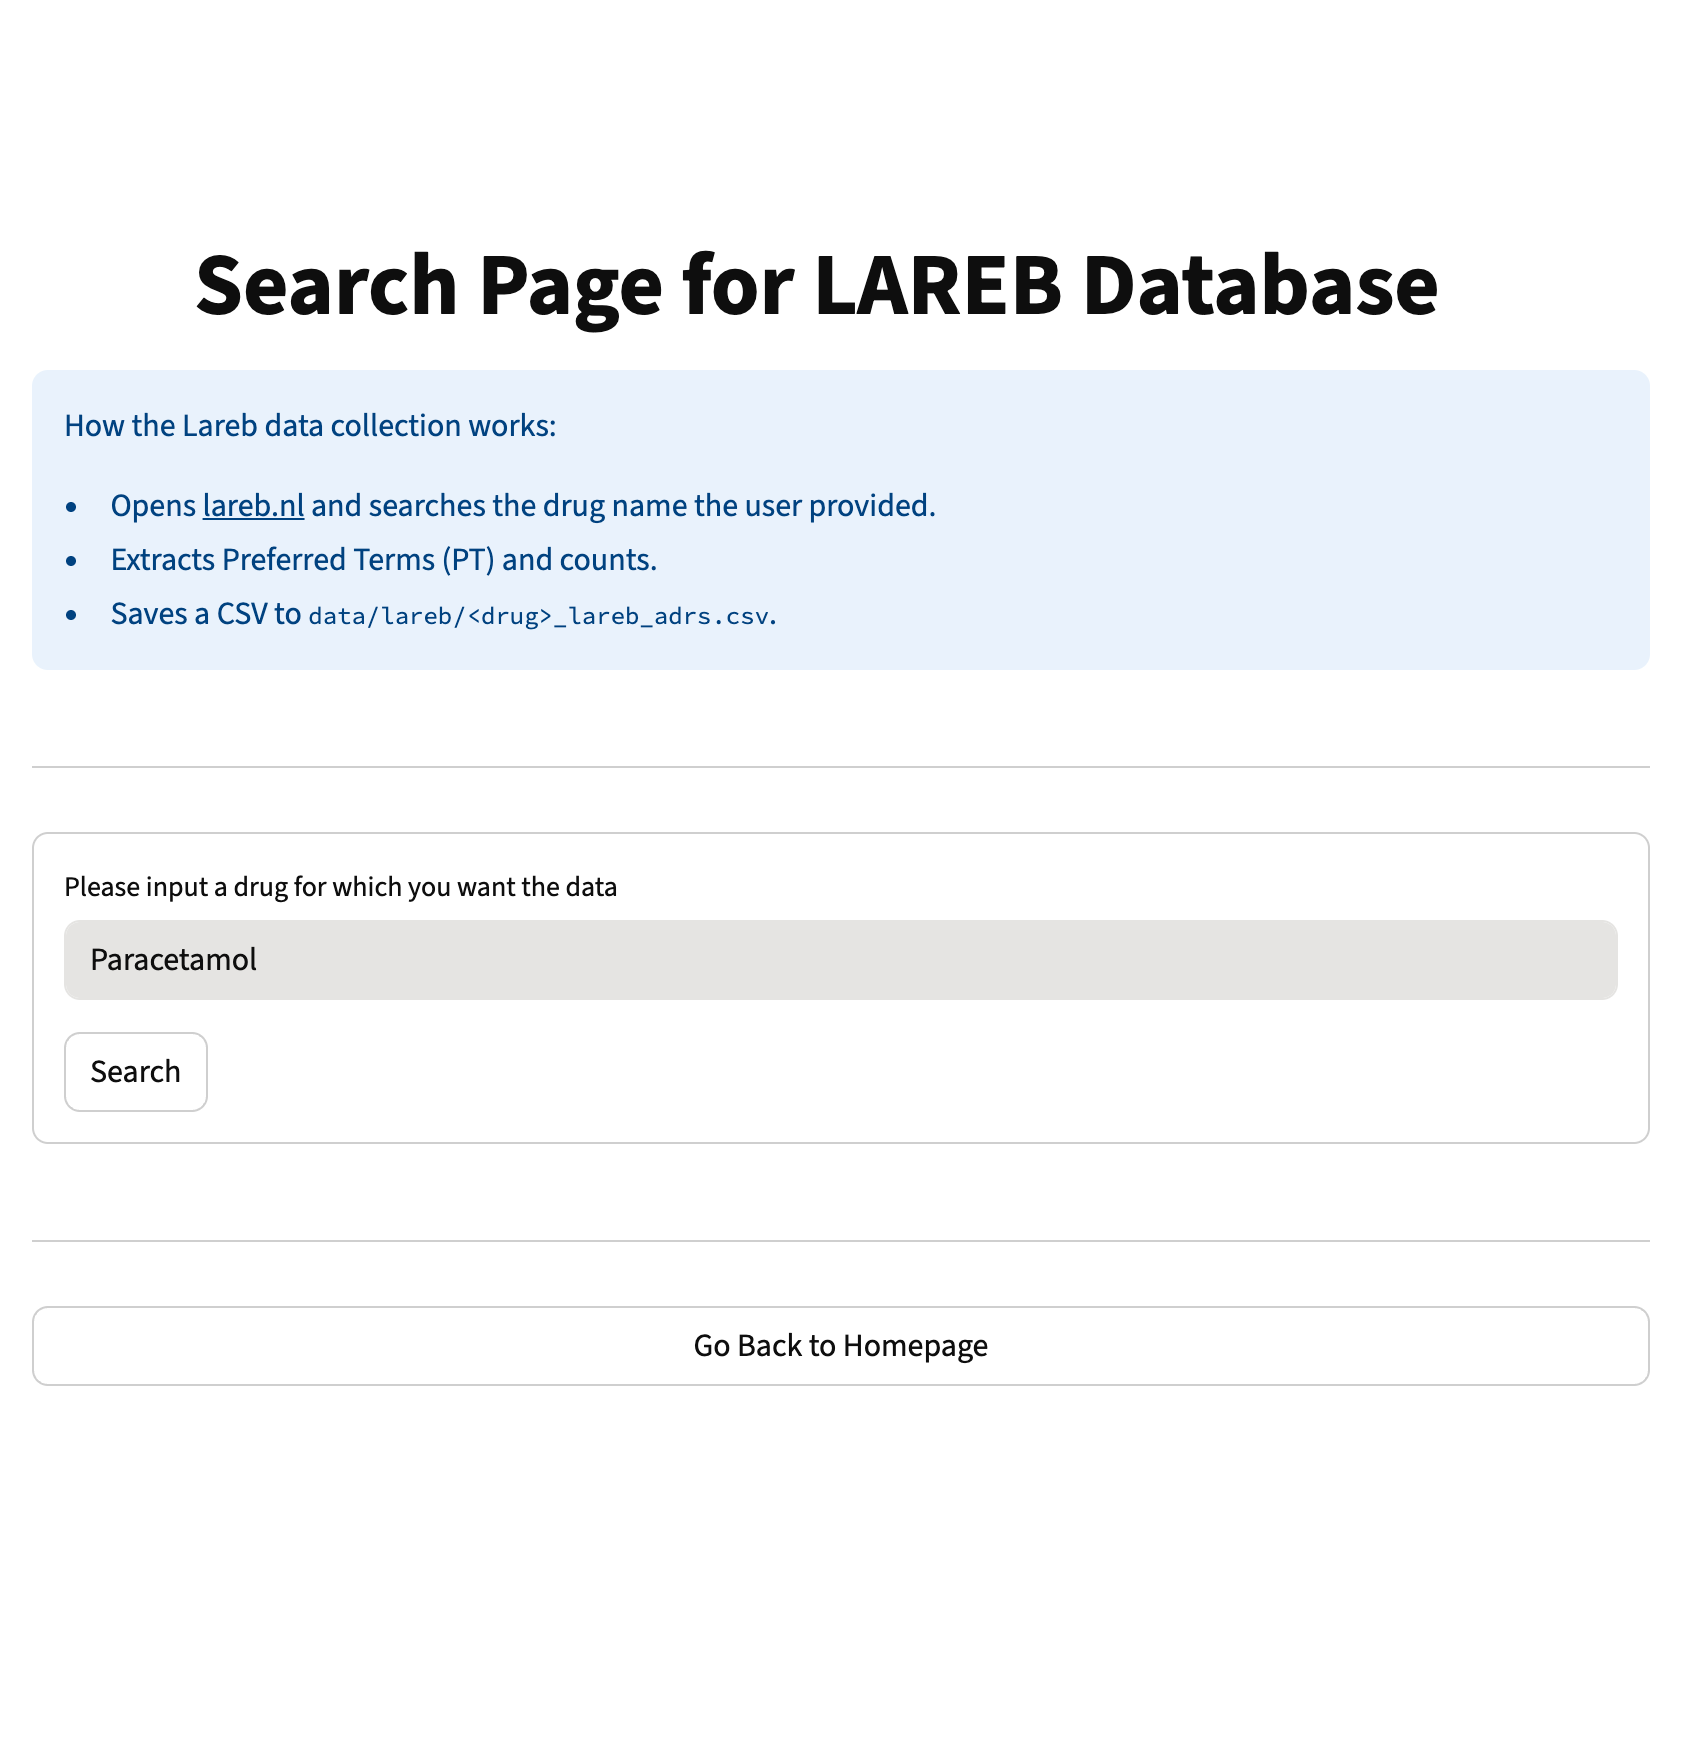 Search Page for LAREB Database
How the Lareb data collection works:
• Opens lareb.nl and searches the drug name the user provided.
• Extracts Preferred Terms (PT) and counts.
• Saves a CSV to data/lareb/<drug>_lareb_adrs.csv.
Please input a drug for which you want the data
Paracetamol
Search
Go Back to Homepage